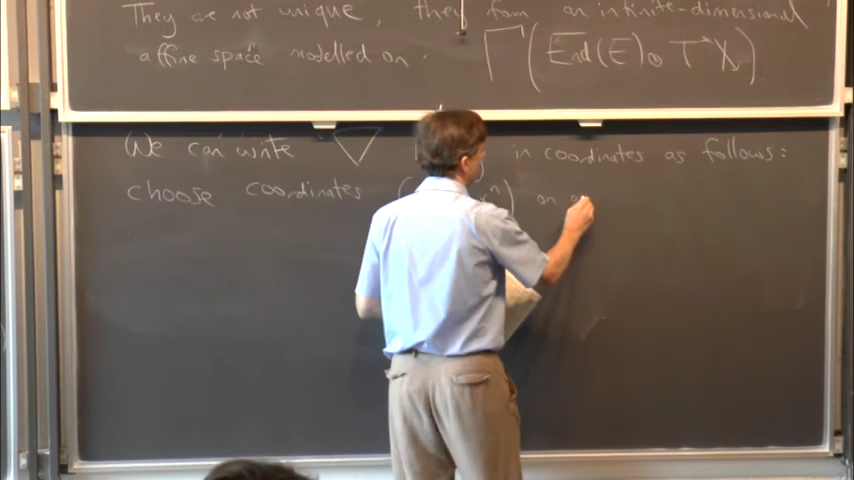 They are not unique, they form an infinite-dimensional
affine space modelled on Γ(End(E)⊗T*X)
We can write ∇ in coordinates as follows:
choose coordinates ( n) on